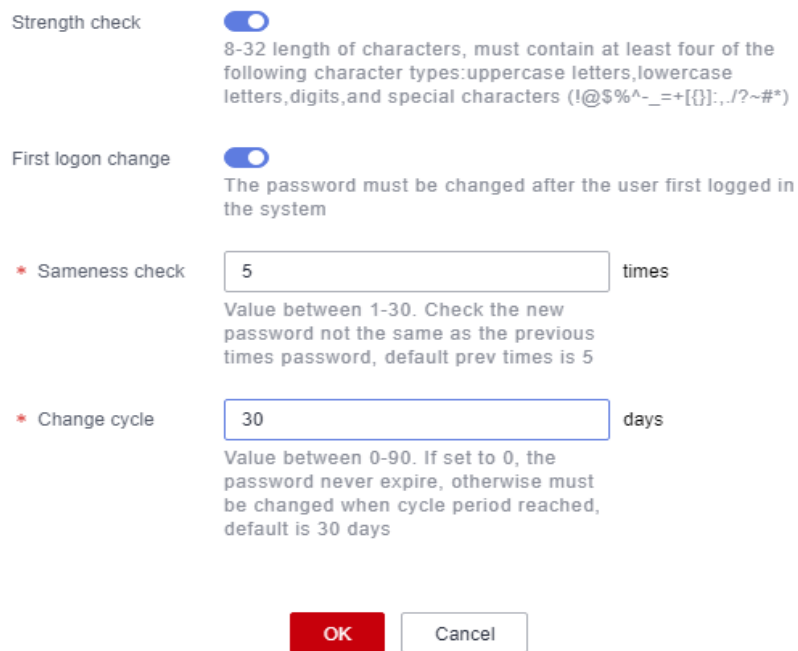 Strength check
8-32 length of characters, must contain at least four of the
following character types:uppercase letters,lowercase
letters,digits,and special characters (!@$%^-_=+[{}]:,./?~#*)
First logon change
The password must be changed after the user first logged in
the system
* Sameness check 5 times
Value between 1-30. Check the new
password not the same as the previous
times password, default prev times is 5
* Change cycle 30 days
Value between 0-90. If set to 0, the
password never expire, otherwise must
be changed when cycle period reached,
default is 30 days
OK Cancel